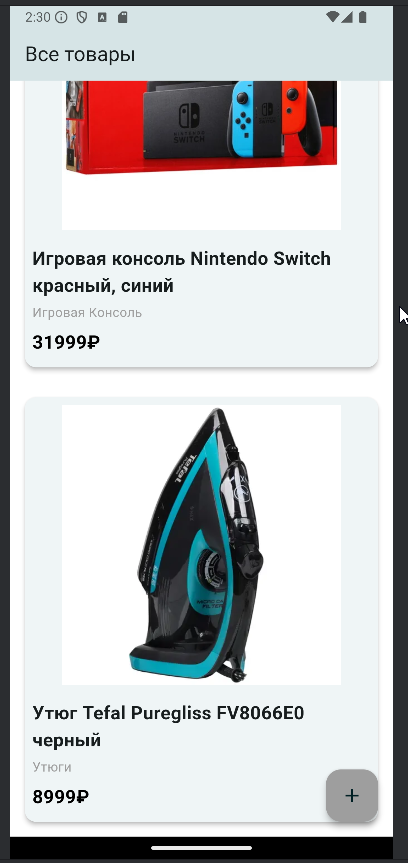 2:30
Все товары
NINTENDO
SWITCH
Игровая консоль Nintendo Switch
красный, синий
Игровая Консоль
31999₽
Tefal
Утюг Tefal Puregliss FV8066E0
черный
Утюги
8999₽
+